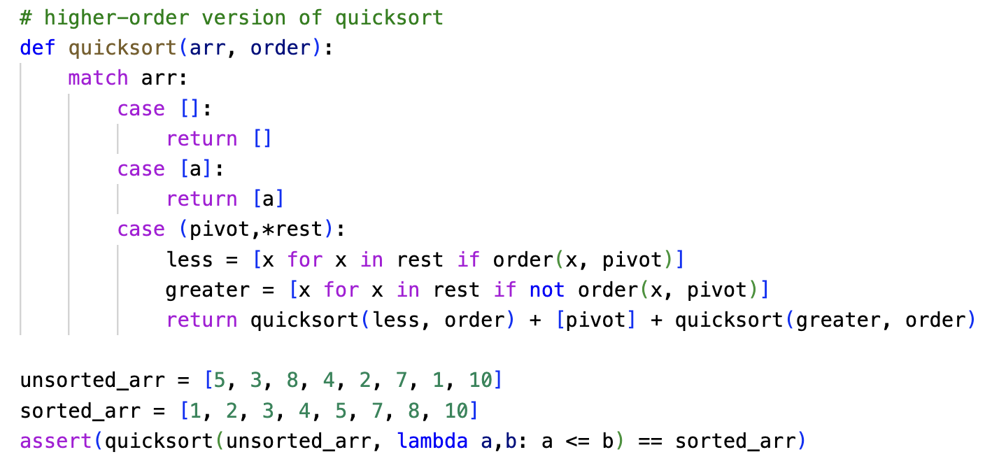 # higher-order version of quicksort
def quicksort(arr, order):
    match arr:
        case []:
            return []
        case [a]:
            return [a]
        case (pivot,*rest):
            less = [x for x in rest if order(x, pivot)]
            greater = [x for x in rest if not order(x, pivot)]
            return quicksort(less, order) + [pivot] + quicksort(greater, order)

unsorted_arr = [5, 3, 8, 4, 2, 7, 1, 10]
sorted_arr = [1, 2, 3, 4, 5, 7, 8, 10]
assert(quicksort(unsorted_arr, lambda a,b: a <= b) == sorted_arr)